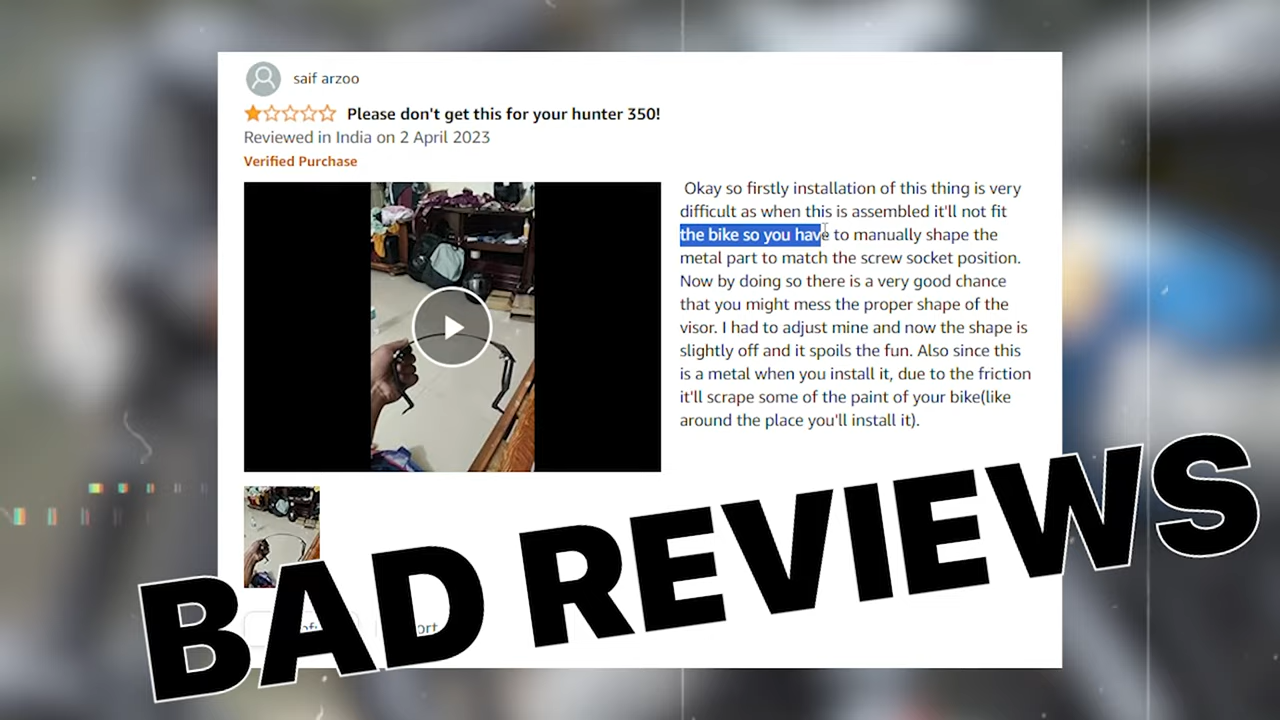 saif arzoo
Please don't get this for your hunter 350!
Reviewed in India on 2 April 2023
Verified Purchase
Okay so firstly installation of this thing is very
difficult as when this is assembled it'll not fit
the bike so you have to manually shape the
metal part to match the screw socket position.
Now by doing so there is a very good chance
that you might mess the proper shape of the
visor. I had to adjust mine and now the shape is
slightly off and it spoils the fun. Also since this
is a metal when you install it, due to the friction
it'll scrape some of the paint of your bike(like
around the place you'll install it).
BAD REVIEWS